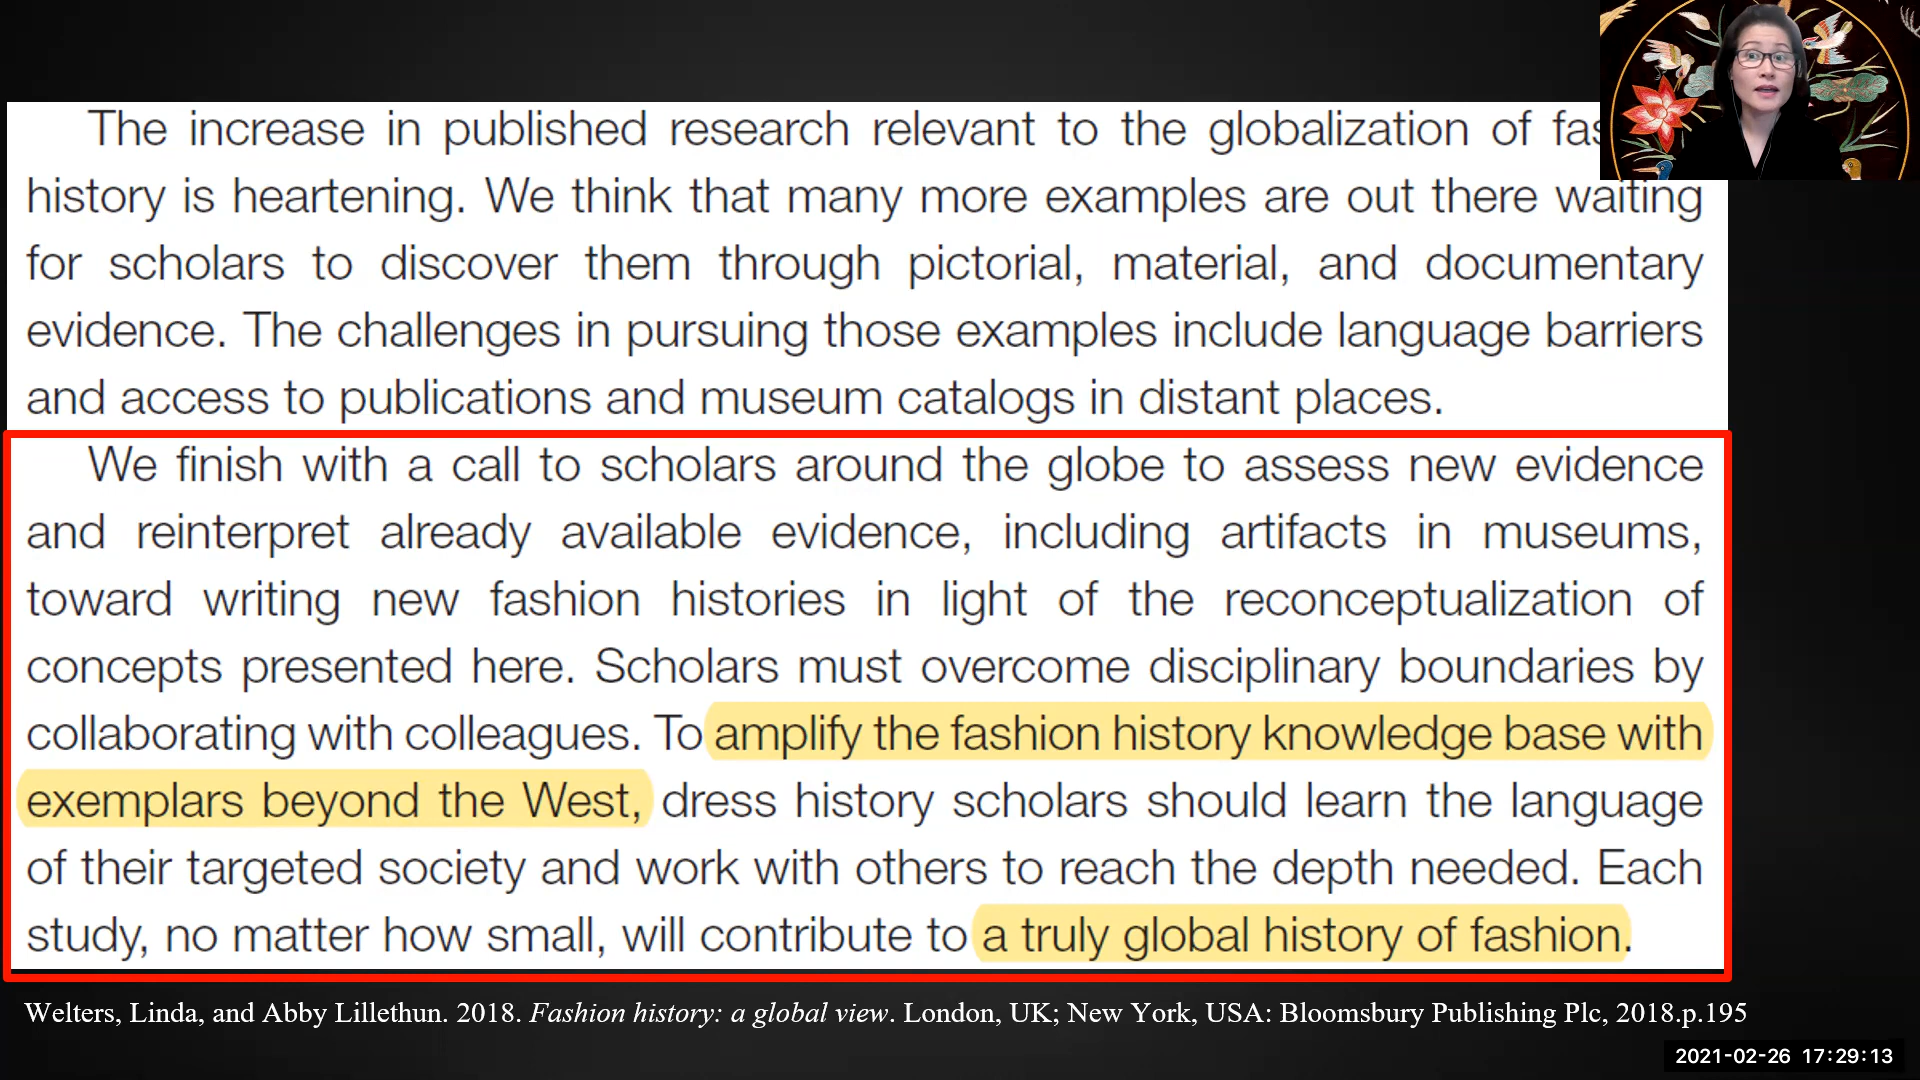 The increase in published research relevant to the globalization of fas
history is heartening. We think that many more examples are out there waiting
for scholars to discover them through pictorial, material, and documentary
evidence. The challenges in pursuing those examples include language barriers
and access to publications and museum catalogs in distant places.
We finish with a call to scholars around the globe to assess new evidence
and reinterpret already available evidence, including artifacts in museums,
toward writing new fashion histories in light of the reconceptualization of
concepts presented here. Scholars must overcome disciplinary boundaries by
collaborating with colleagues. To amplify the fashion history knowledge base with
exemplars beyond the West, dress history scholars should learn the language
of their targeted society and work with others to reach the depth needed. Each
study, no matter how small, will contribute to a truly global history of fashion.
Welters, Linda, and Abby Lillethun. 2018. Fashion history: a global view. London, UK; New York, USA: Bloomsbury Publishing Plc, 2018.p.195
2021-02-26 17:29:13